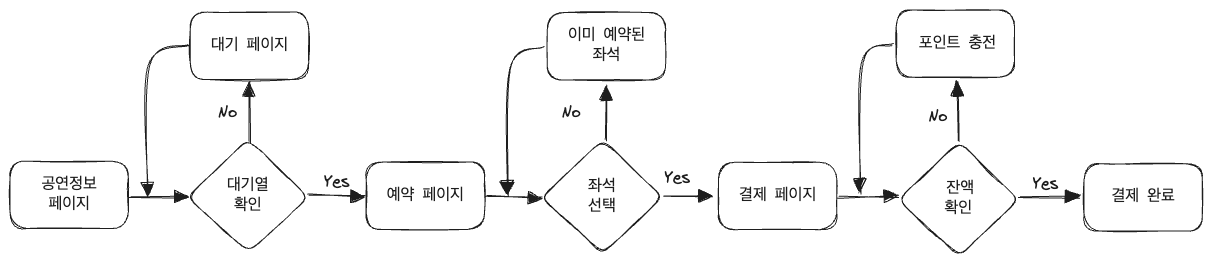 대기 페이지
이미 예약된
좌석
포인트 충전
No
No
No
공연정보
페이지
대기열
확인
Yes
예약 페이지
좌석
선택
Yes
결제 페이지
잔액
확인
Yes
결제 완료